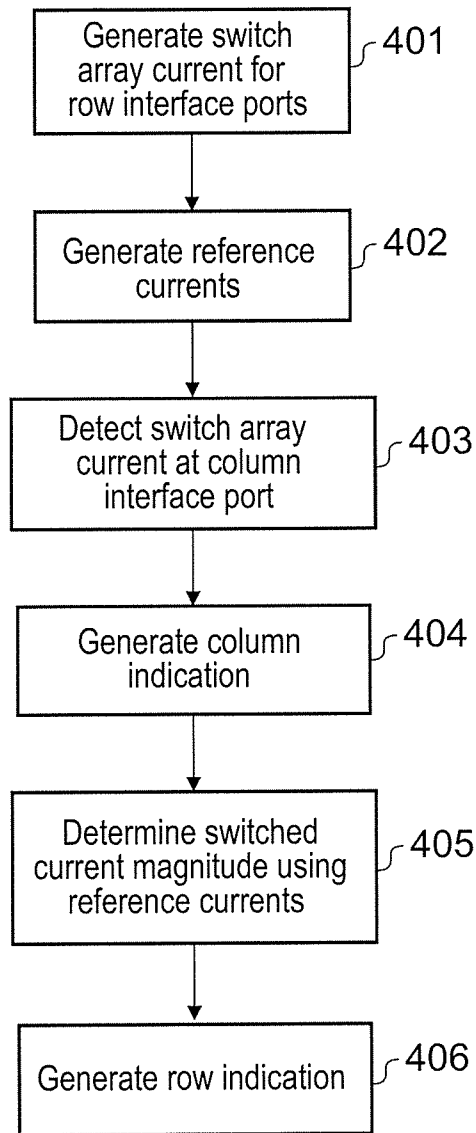 Generate switch
array current for
row interface ports
401
Generate reference
currents
402
Detect switch array
current at column
interface port
403
Generate column
indication
404
Determine switched
current magnitude using
reference currents
405
Generate row indication
406